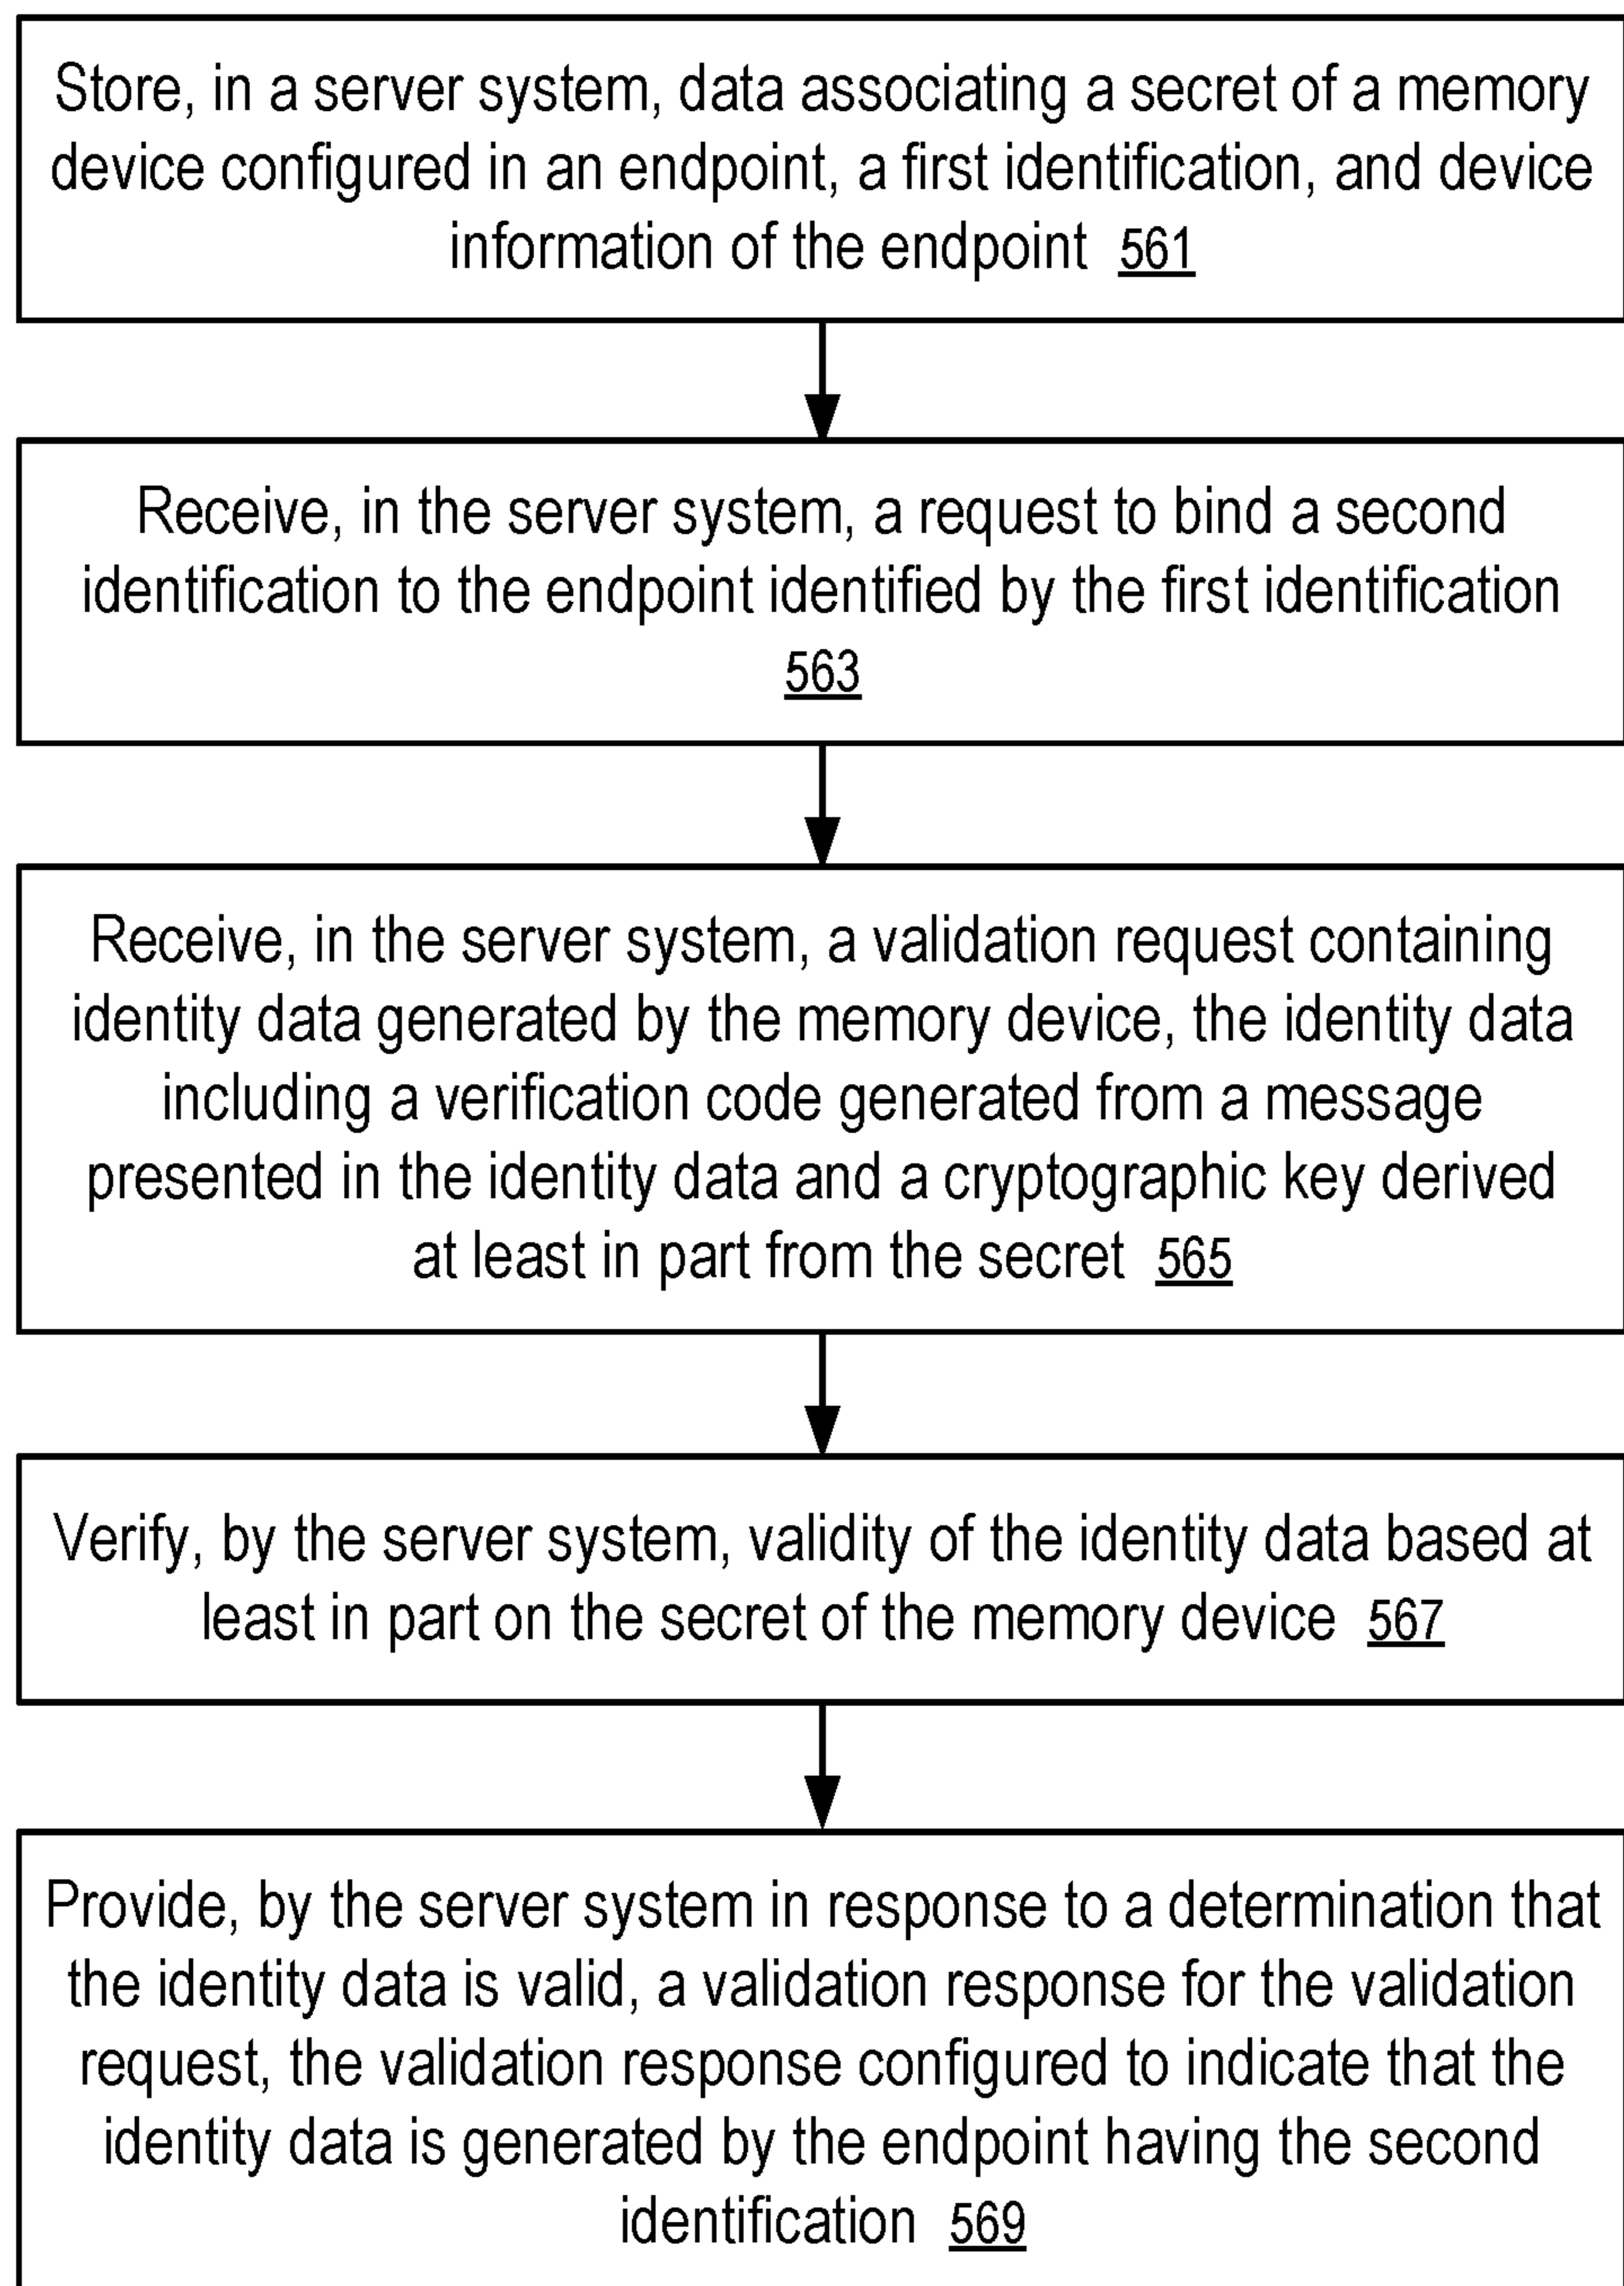 Store, in a server system, data associating a secret of a memory
device configured in an endpoint, a first identification, and device
information of the endpoint 561
Receive, in the server system, a request to bind a second
identification to the endpoint identified by the first identification
563
Receive, in the server system, a validation request containing
identity data generated by the memory device, the identity data
including a verification code generated from a message
presented in the identity data and a cryptographic key derived
at least in part from the secret 565
Verify, by the server system, validity of the identity data based at
least in part on the secret of the memory device 567
Provide, by the server system in response to a determination that
the identity data is valid, a validation response for the validation
request, the validation response configured to indicate that the
identity data is generated by the endpoint having the second
identification 569